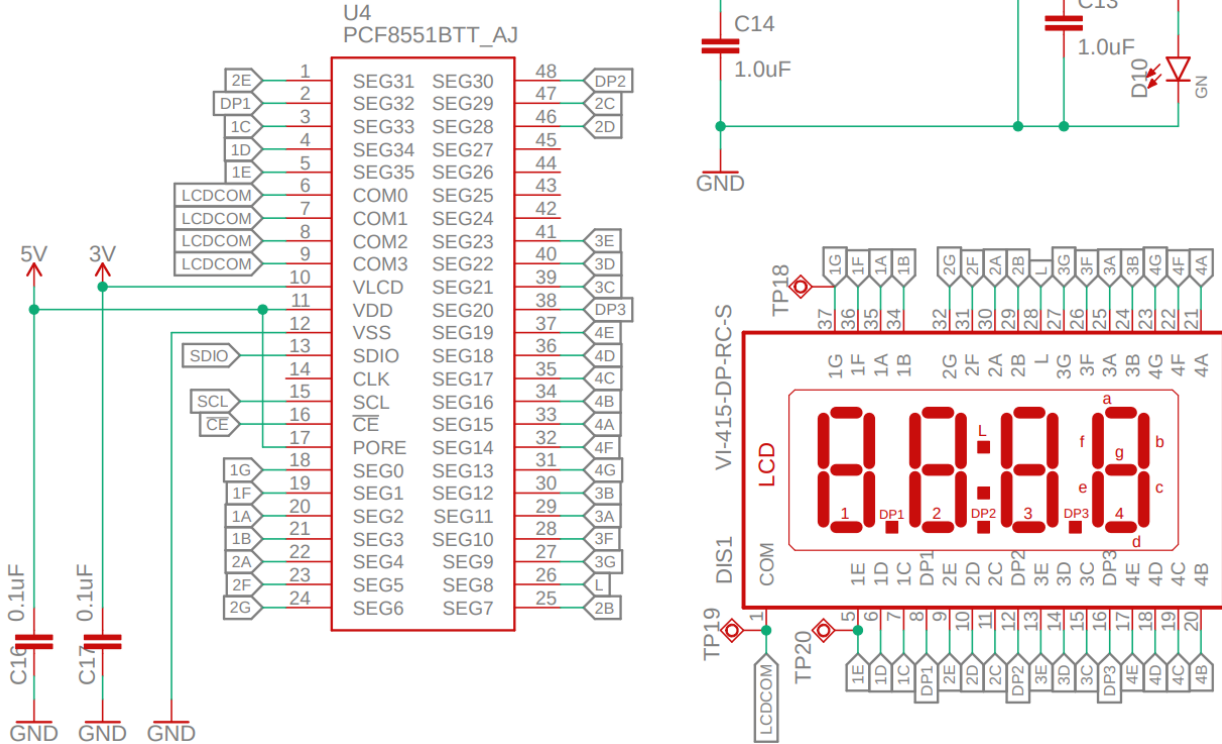 U4
PCF8551BTT_AJ
2E 1 SEG31 SEG30 48 DP2
DP1 2 SEG32 SEG29 47 2C
1C 3 SEG33 SEG28 46 2D
1D 4 SEG34 SEG27 45
1E 5 SEG35 SEG26 44
LCDCOM 6 COM0 SEG25 43
LCDCOM 7 COM1 SEG24 42
LCDCOM 8 COM2 SEG23 41 3E
LCDCOM 9 COM3 SEG22 40 3D
5V 3V 10 VLCD SEG21 39 3C
11 VDD SEG20 38 DP3
12 VSS SEG19 37 4E
SDIO 13 SDIO SEG18 36 4D
14 CLK SEG17 35 4C
SCL 15 SCL SEG16 34 4B
CE 16 CE SEG15 33 4A
17 PORE SEG14 32 4F
1G 18 SEG0 SEG13 31 4G
1F 19 SEG1 SEG12 30 3B
1A 20 SEG2 SEG11 29 3A
1B 21 SEG3 SEG10 28 3F
2A 22 SEG4 SEG9 27 3G
2F 23 SEG5 SEG8 26 L
2G 24 SEG6 SEG7 25 2B
C16 0.1uF
C17 0.1uF
GND GND GND
C14
1.0uF
C13
1.0uF
D10
GN
GND
TP18
1G 1F 1A 1B 2G 2F 2A 2B L 3G 3F 3A 3B 4G 4F 4A
37 36 35 34 32 31 30 29 28 27 26 25 24 23 22 21
1G 1F 1A 1B 2G 2F 2A 2B L 3G 3F 3A 3B 4G 4F 4A
DIS1 VI-415-DP-RC-S
LCD
a
L f b
g
e c
1 DP1 2 DP2 3 DP3 4
d
COM 1E 1D 1C DP1 2E 2D 2C DP2 3E 3D 3C DP3 4E 4D 4C 4B
1 5 6 7 8 9 10 11 12 13 14 15 16 17 18 19 20
TP19 TP20
LCDCOM 1E 1D 1C DP1 2E 2D 2C DP2 3E 3D 3C DP3 4E 4D 4C 4B